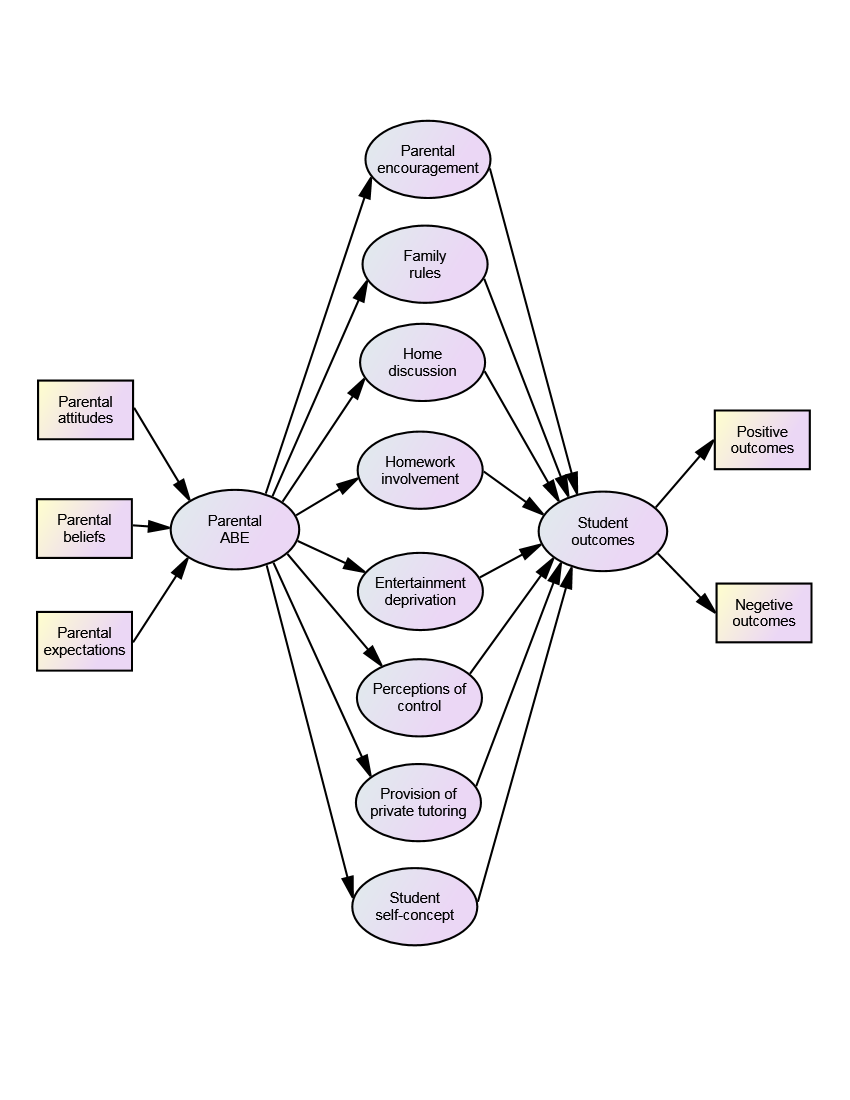 Parental
encouragement
Family
rules
Home
discussion
Parental
attitudes
Positive
outcomes
Homework
involvement
Parental
beliefs
Parental
ABE
Student
outcomes
Entertainment
deprivation
Negetive
outcomes
Parental
expectations
Perceptions of
control
Provision of
private tutoring
Student
self-concept